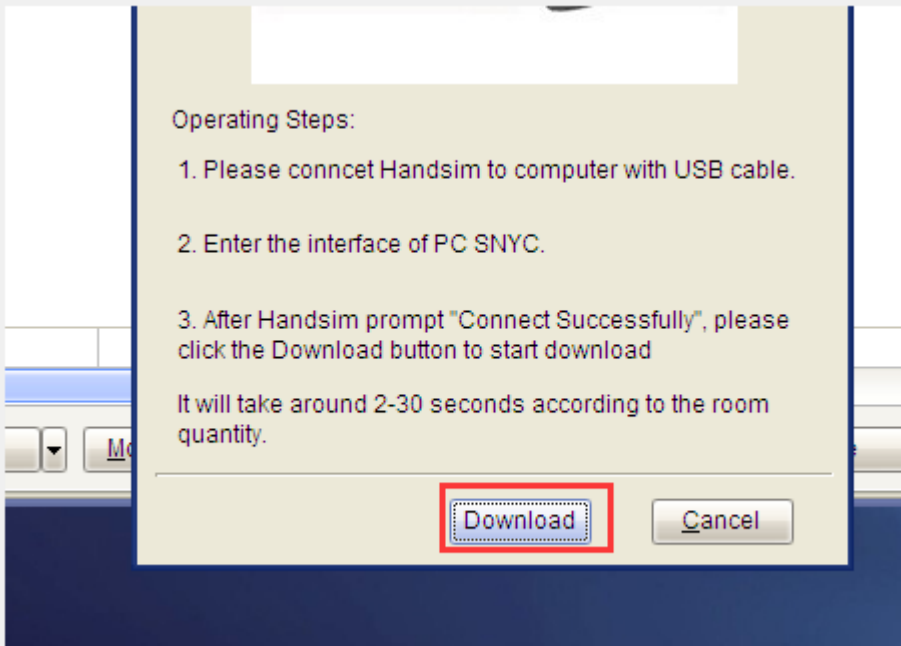 Operating Steps:
1. Please conncet Handsim to computer with USB cable.
2. Enter the interface of PC SNYC.
3. After Handsim prompt "Connect Successfully", please
click the Download button to start download
It will take around 2-30 seconds according to the room
quantity.
Download
Cancel